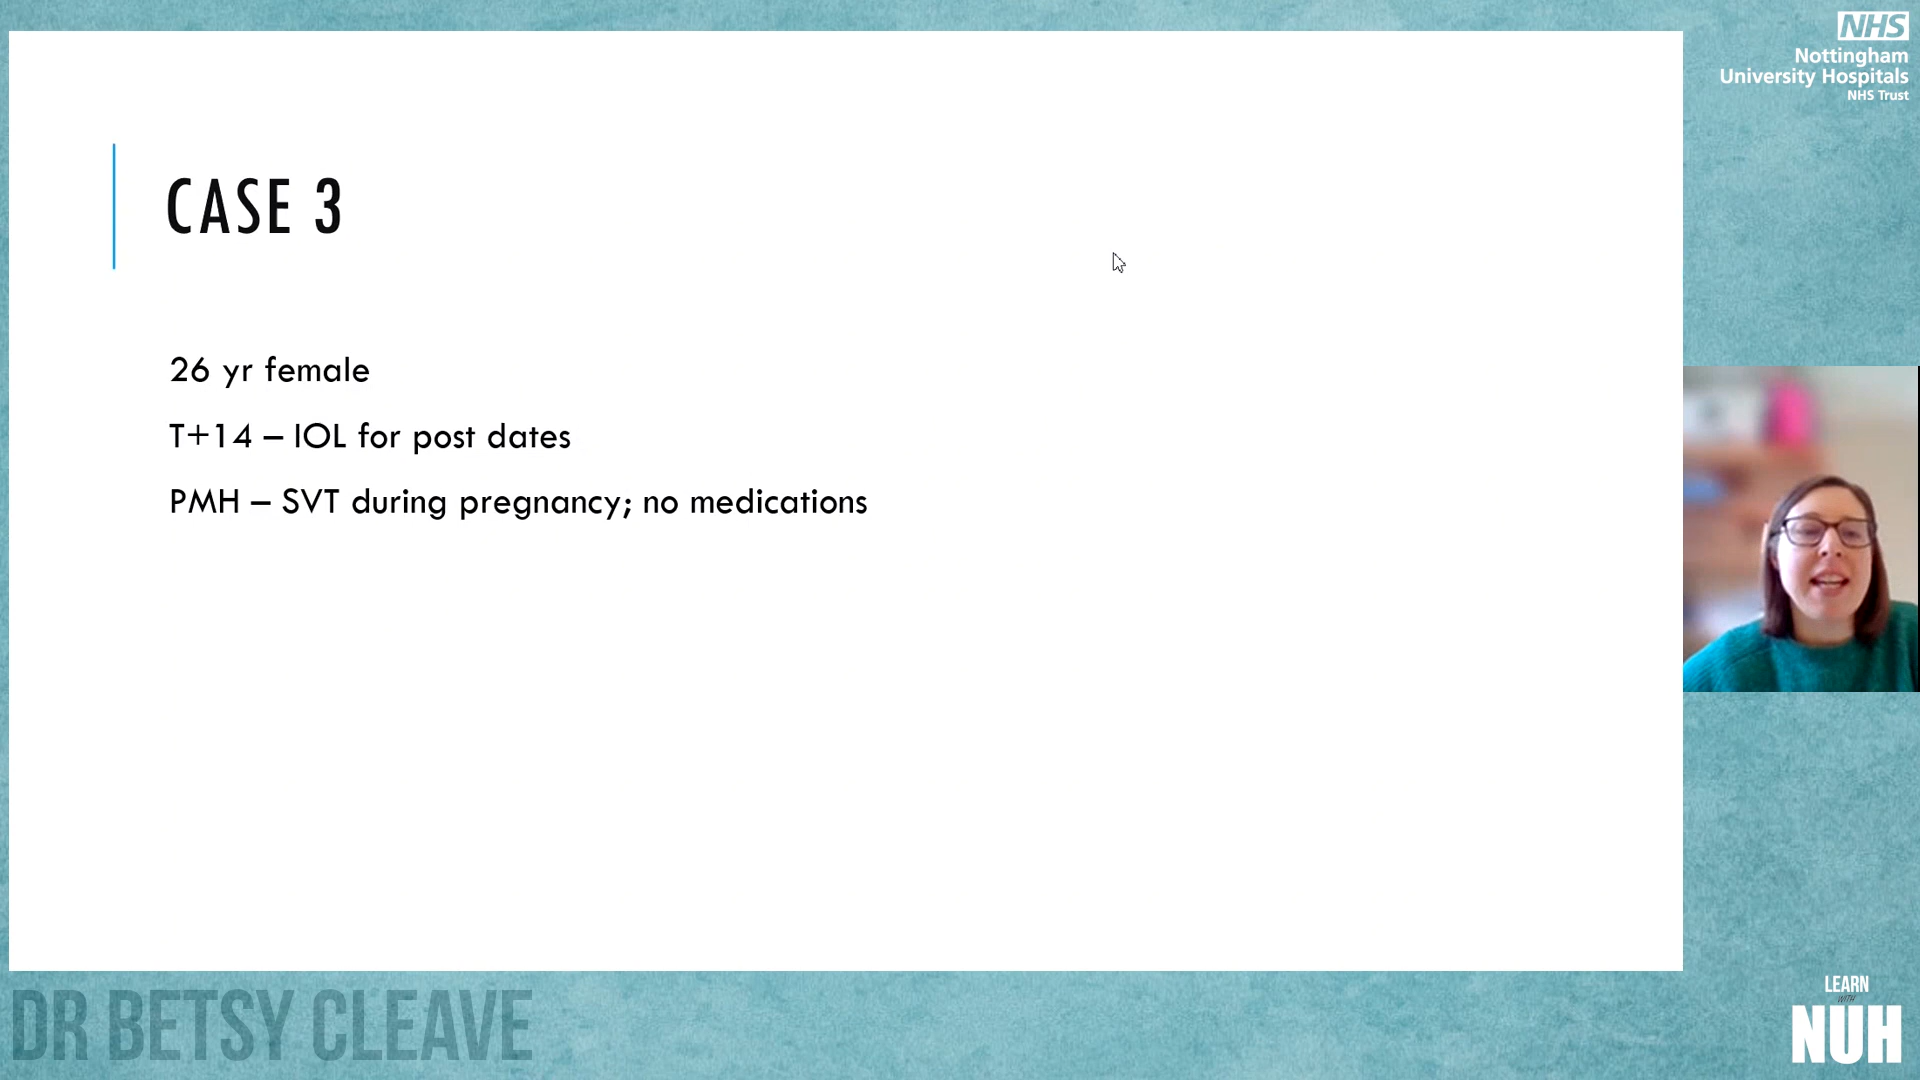 NHS
Nottingham
University Hospitals
NHS Trust
CASE 3
26 yr female
T+14 – IOL for post dates
PMH – SVT during pregnancy; no medications
DR BETSY CLEAVE
LEARN
WITH
NUH